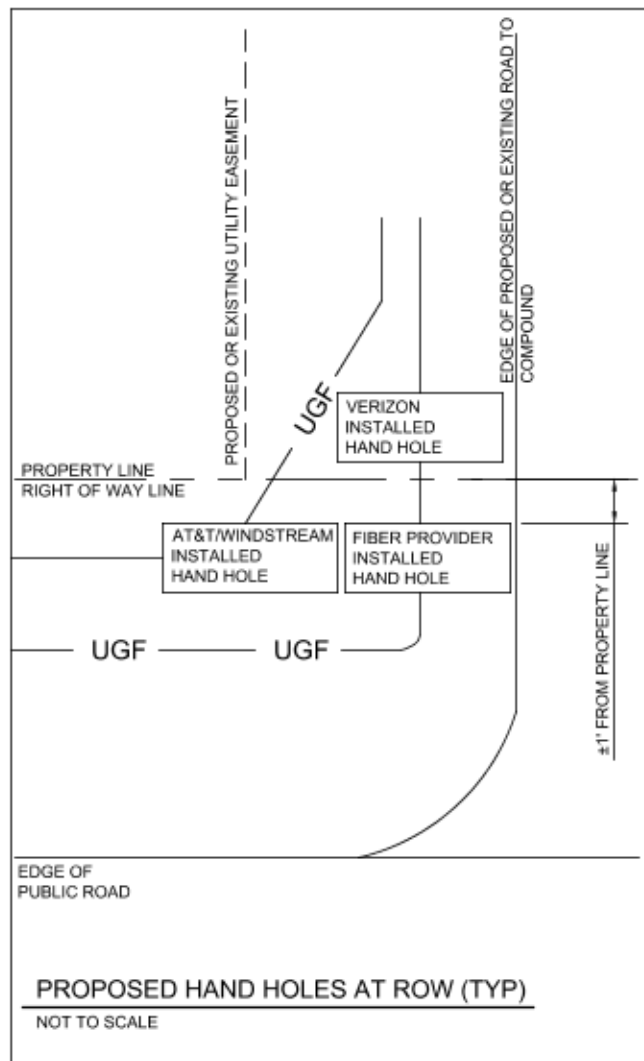 PROPOSED OR EXISTING UTILITY EASEMENT
EDGE OF PROPOSED OR EXISTING ROAD TO
COMPOUND
UGF
VERIZON
INSTALLED
HAND HOLE
PROPERTY LINE
RIGHT OF WAY LINE
AT&T/WINDSTREAM
INSTALLED
HAND HOLE
FIBER PROVIDER
INSTALLED
HAND HOLE
UGF
UGF
±1' FROM PROPERTY LINE
EDGE OF
PUBLIC ROAD
PROPOSED HAND HOLES AT ROW (TYP)
NOT TO SCALE